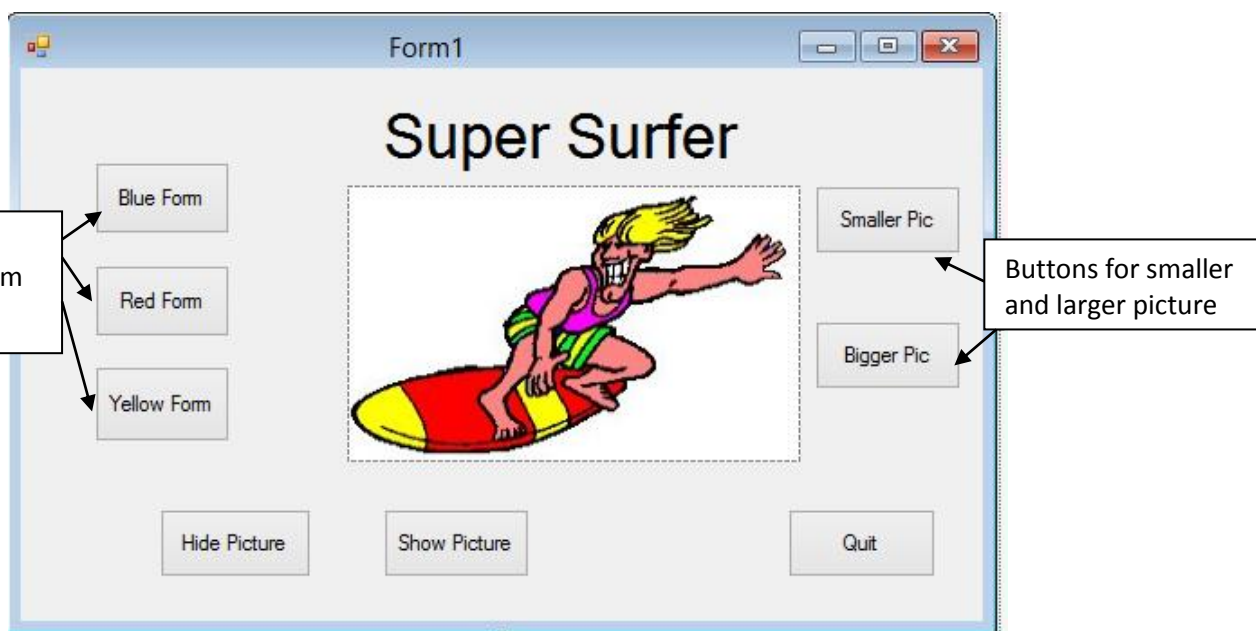 Form1
Super Surfer
Blue Form
Smaller Pic
m
Buttons for smaller
and larger picture
Red Form
Bigger Pic
Yellow Form
Hide Picture
Show Picture
Quit